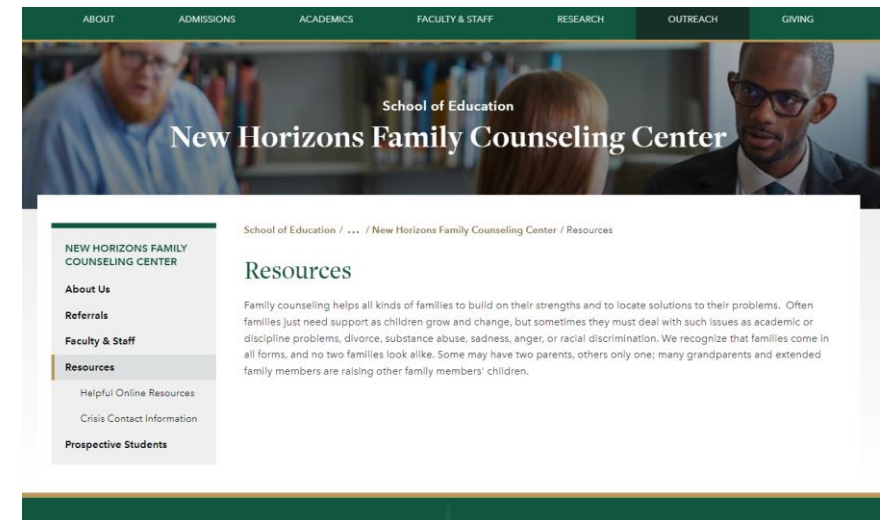 ABOUT ADMISSIONS ACADEMICS FACULTY & STAFF RESEARCH OUTREACH GIVING
School of Education
New Horizons Family Counseling Center
NEW HORIZONS FAMILY
COUNSELING CENTER
About Us
Referrals
Faculty & Staff
Resources
Helpful Online Resources
Crisis Contact Information
Prospective Students
School of Education / ... / New Horizons Family Counseling Center / Resources
Resources
Family counseling helps all kinds of families to build on their strengths and to locate solutions to their problems. Often
families just need support as children grow and change, but sometimes they must deal with such issues as academic or
discipline problems, divorce, substance abuse, sadness, anger, or racial discrimination. We recognize that families come in
all forms, and no two families look alike. Some may have two parents, others only one; many grandparents and extended
family members are raising other family members' children.